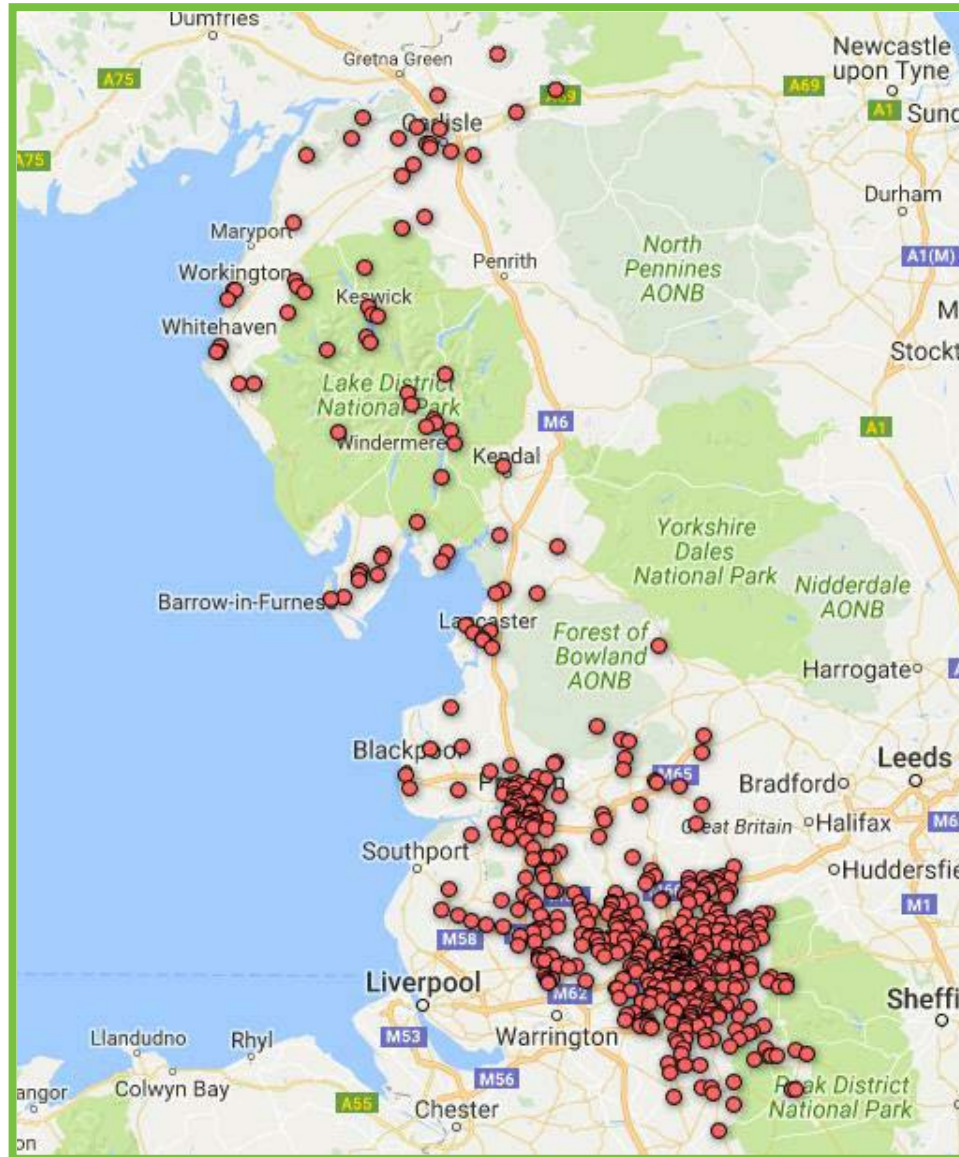 Dumfries
Gretna Green
Newcastle
upon Tyne
A75
A69
A69
A1
Sund
Carlisle
A75
Durham
Maryport
North
Pennines
AONB
A1(M)
Penrith
Workington
Keswick
M
Whitehaven
Stockt
Lake District
National Park
M6
A1
Windermere
Kendal
Yorkshire
Dales
National Park
Nidderdale
AONB
Barrow-in-Furness
Lancaster
Forest of
Bowland
AONB
Harrogate
A
Blackpool
Leeds
M65
Bradford
Great Britain
Halifax
M6
Southport
Huddersfie
M1
M58
Liverpool
M62
Sheffi
Warrington
M53
Llandudno
Rhyl
Colwyn Bay
M56
angor
A55
Chester
Peak District
National Park
on